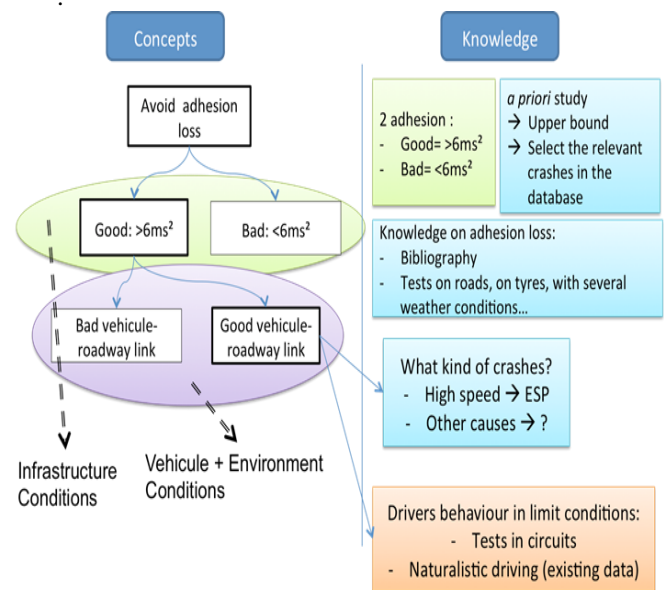 Concepts
Knowledge
Avoid adhesion
loss
Good: >6ms²
Bad: <6ms²
Bad vehicule-
roadway link
Good vehicule-
roadway link
Infrastructure
Conditions
Vehicule + Environment
Conditions
2 adhesion :
- Good= >6ms²
- Bad= <6ms²
a priori study
→ Upper bound
→ Select the relevant
crashes in the
database
Knowledge on adhesion loss:
- Bibliography
- Tests on roads, on tyres, with several
weather conditions...
What kind of crashes?
- High speed → ESP
- Other causes → ?
Drivers behaviour in limit conditions:
- Tests in circuits
- Naturalistic driving (existing data)